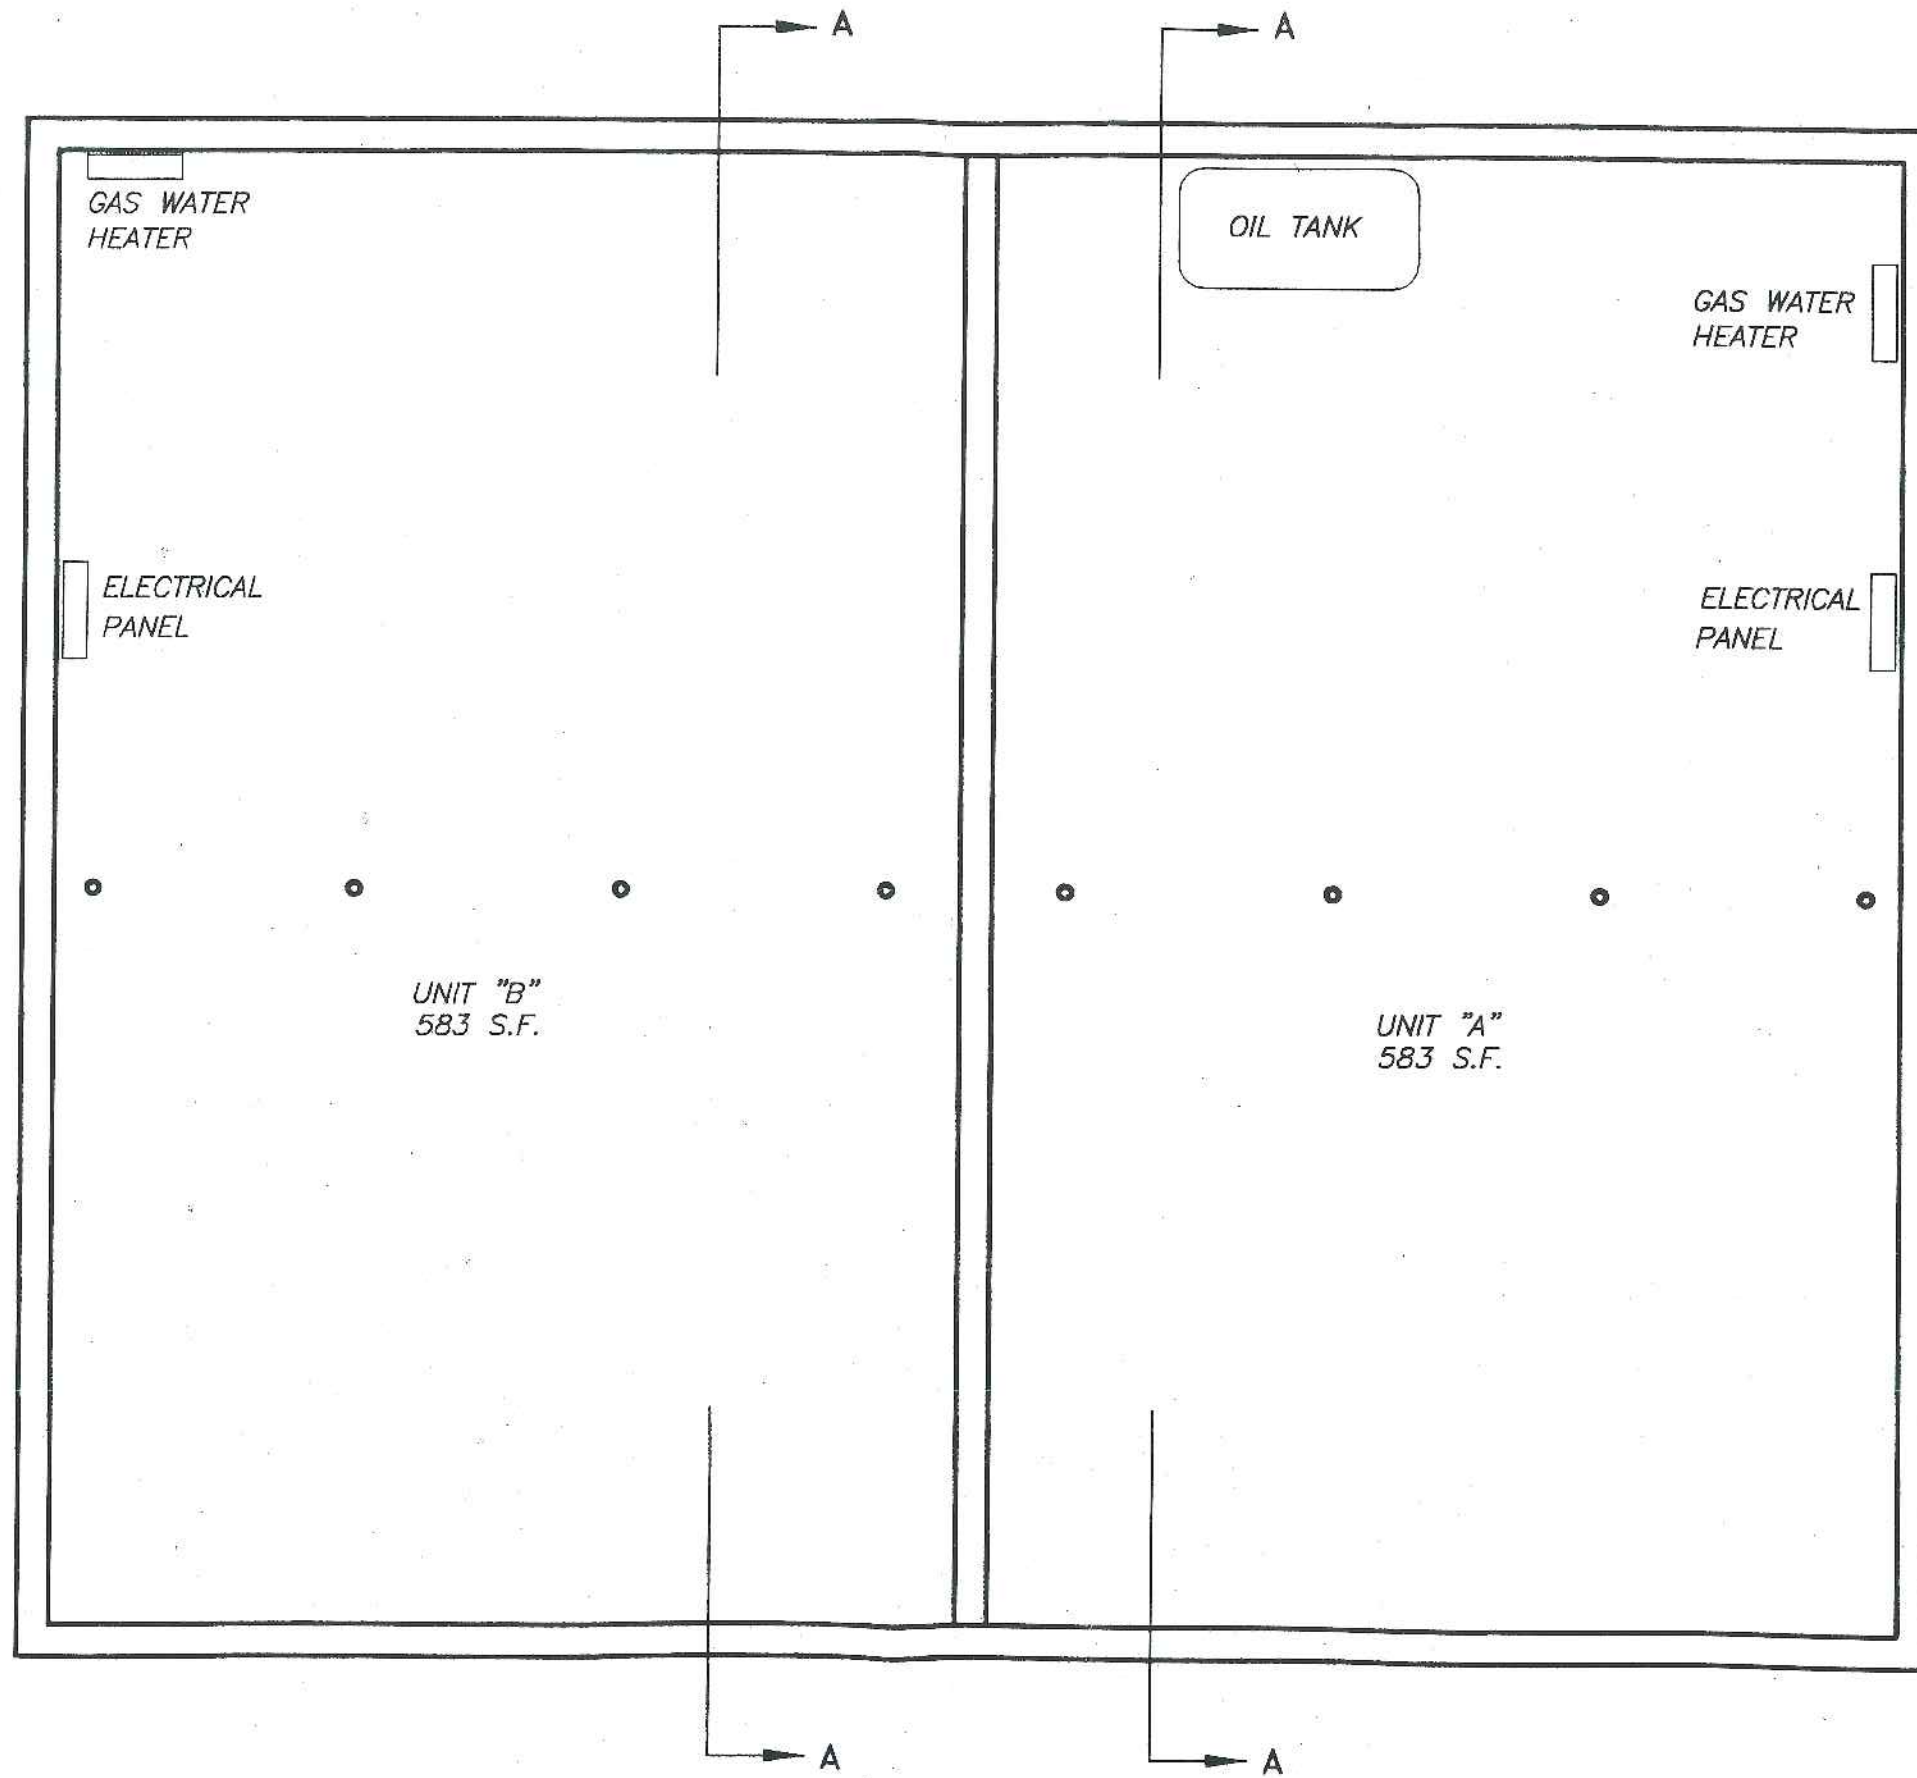 A
A
GAS WATER
HEATER
OIL TANK
GAS WATER
HEATER
ELECTRICAL
PANEL
ELECTRICAL
PANEL
UNIT "B"
583 S.F.
UNIT "A"
583 S.F.
A
A